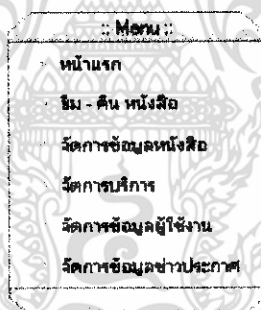 :: Menu ::
หน้าแรก
ยืม - คืน หนังสือ
จัดการข้อมูลหนังสือ
จัดการบริการ
จัดการข้อมูลผู้ใช้งาน
จัดการข้อมูลข่าวประกาศ